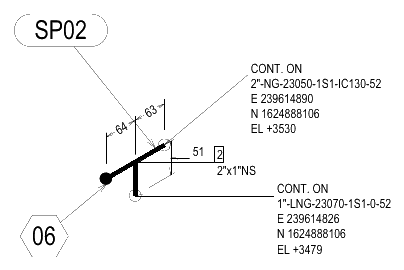 SP02
CONT. ON
2"-NG-23050-1S1-IC130-52
E 239614890
N 1624888106
EL +3530
64
63
51
2
2"x1"NS
CONT. ON
1"-LNG-23070-1S1-0-52
E 239614826
N 1624888106
EL +3479
06